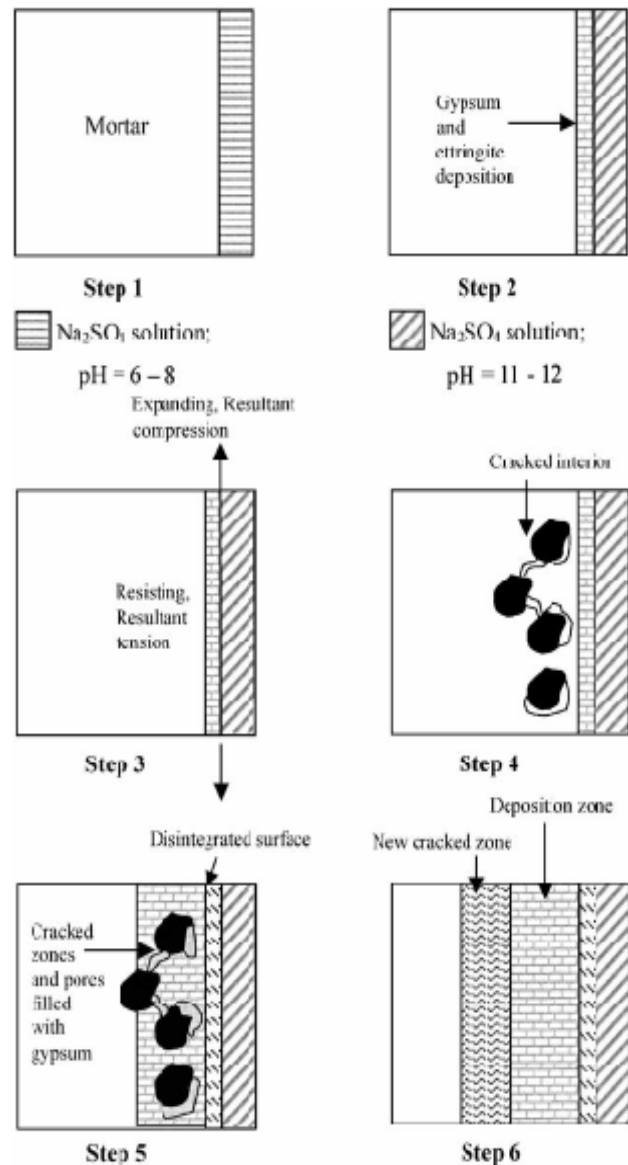 Mortar
Gypsum
and
ettringite
deposition
Step 1
Step 2
Na₂SO₄ solution;
pH = 6 – 8
Na₂SO₄ solution;
pH = 11 - 12
Expanding, Resultant
compression
Resisting,
Resultant
tension
Step 3
Cracked interior
Step 4
Disintegrated surface
Cracked
zones
and pores
filled
with
gypsum
Step 5
Deposition zone
New cracked zone
Step 6